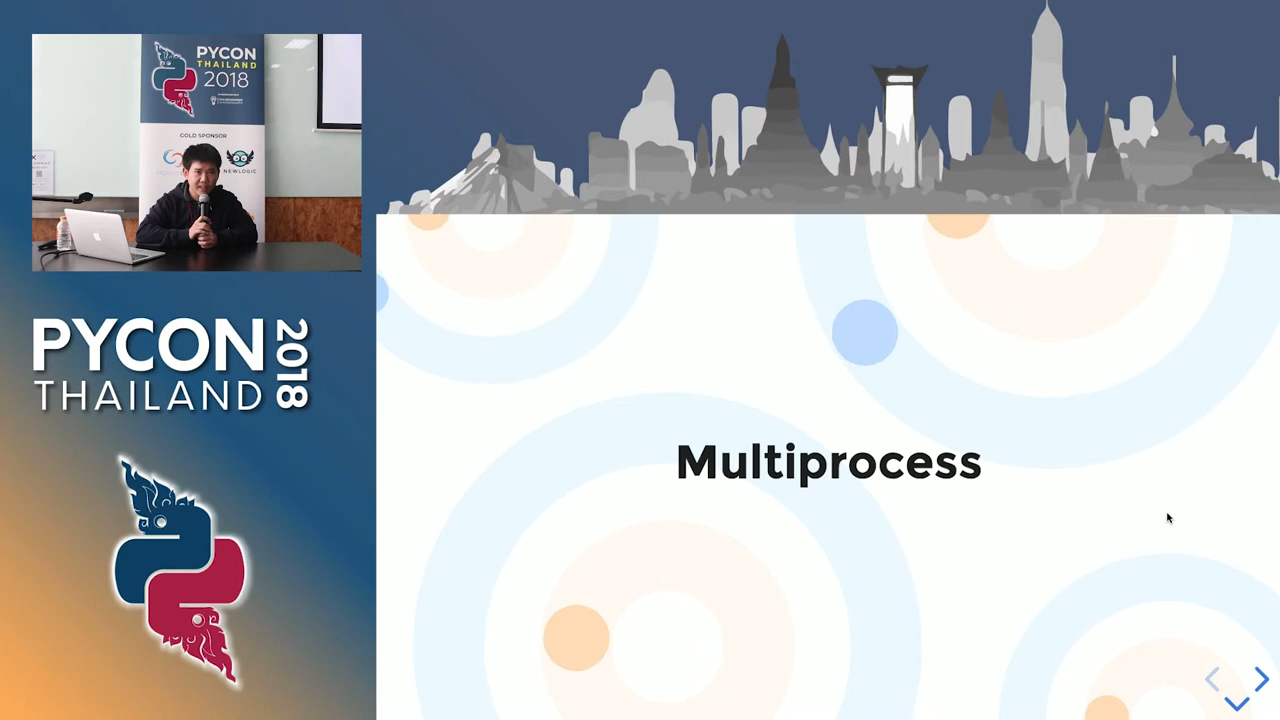 PYCON
THAILAND
2018
GOLD SPONSOR
NEWLOGIC
PYCON 2018
THAILAND
Multiprocess